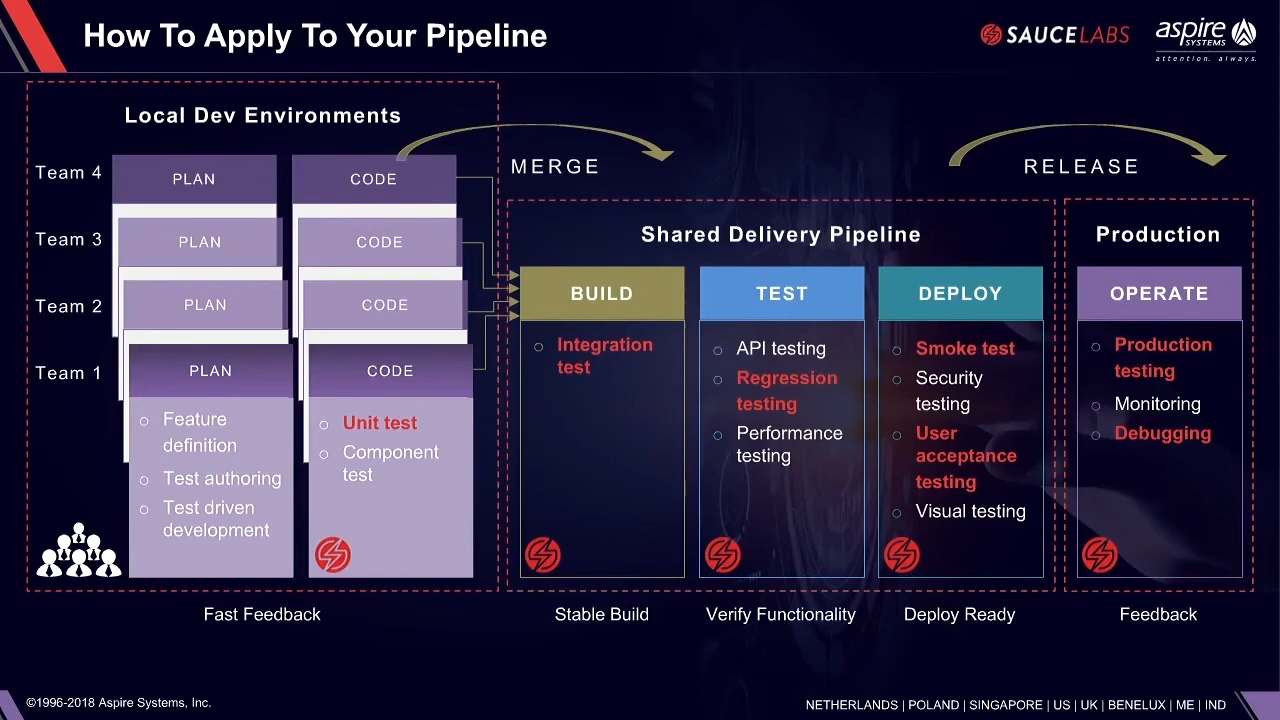 How To Apply To Your Pipeline
SAUCELABS
aspire
SYSTEMS
attention. always.
Local Dev Environments
MERGE
RELEASE
Team 4
PLAN
CODE
Team 3
PLAN
CODE
Team 2
PLAN
CODE
Team 1
PLAN
CODE
Feature
definition
Test authoring
Test driven
development
Unit test
Component
test
Shared Delivery Pipeline
Production
BUILD
Integration
test
TEST
API testing
Regression
testing
Performance
testing
DEPLOY
Smoke test
Security
testing
User
acceptance
testing
Visual testing
OPERATE
Production
testing
Monitoring
Debugging
Fast Feedback
Stable Build
Verify Functionality
Deploy Ready
Feedback
©1996-2018 Aspire Systems, Inc.
NETHERLANDS | POLAND | SINGAPORE | US | UK | BENELUX | ME | IND